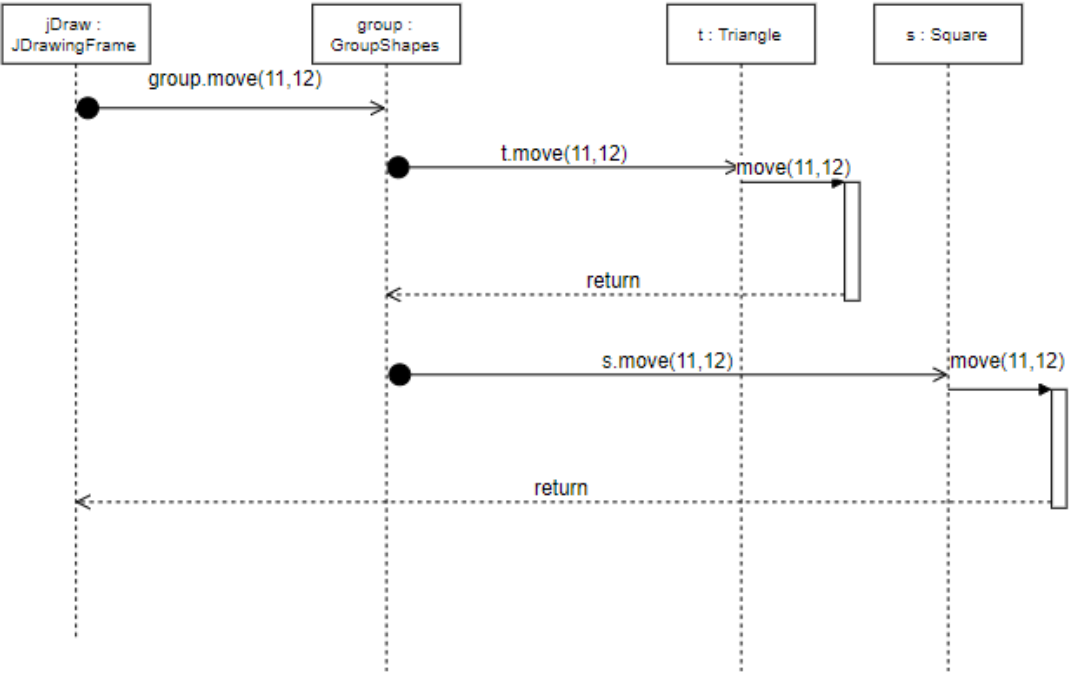 jDraw :
JDrawingFrame
group :
GroupShapes
t : Triangle
s : Square
group.move(11,12)
t.move(11,12)
move(11,12)
return
s.move(11,12)
move(11,12)
return